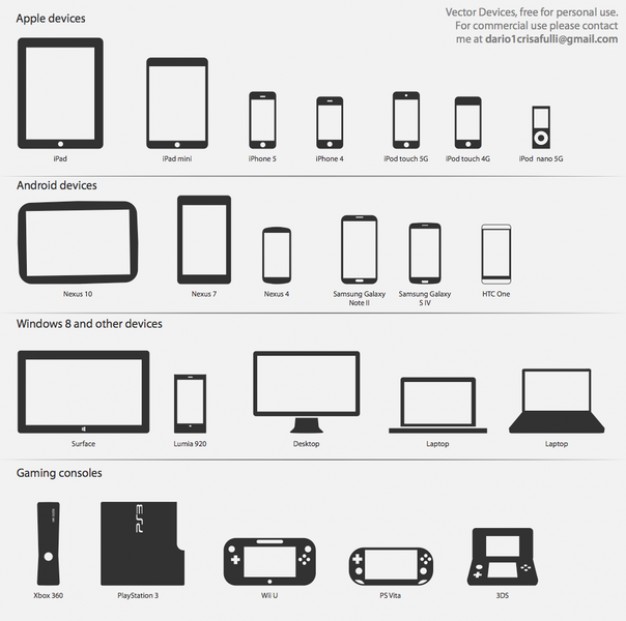 Apple devices
Vector Devices, free for personal use.
For commercial use please contact
me at dario1crisafulli@gmail.com
iPad
iPad mini
iPhone 5
iPhone 4
iPod touch 5G
iPod touch 4G
iPod nano 5G
Android devices
Nexus 10
Nexus 7
Nexus 4
Samsung Galaxy
Note II
Samsung Galaxy
S IV
HTC One
Windows 8 and other devices
Surface
Lumia 920
Desktop
Laptop
Laptop
Gaming consoles
PS3
Xbox 360
PlayStation 3
Wii U
PS Vita
3DS